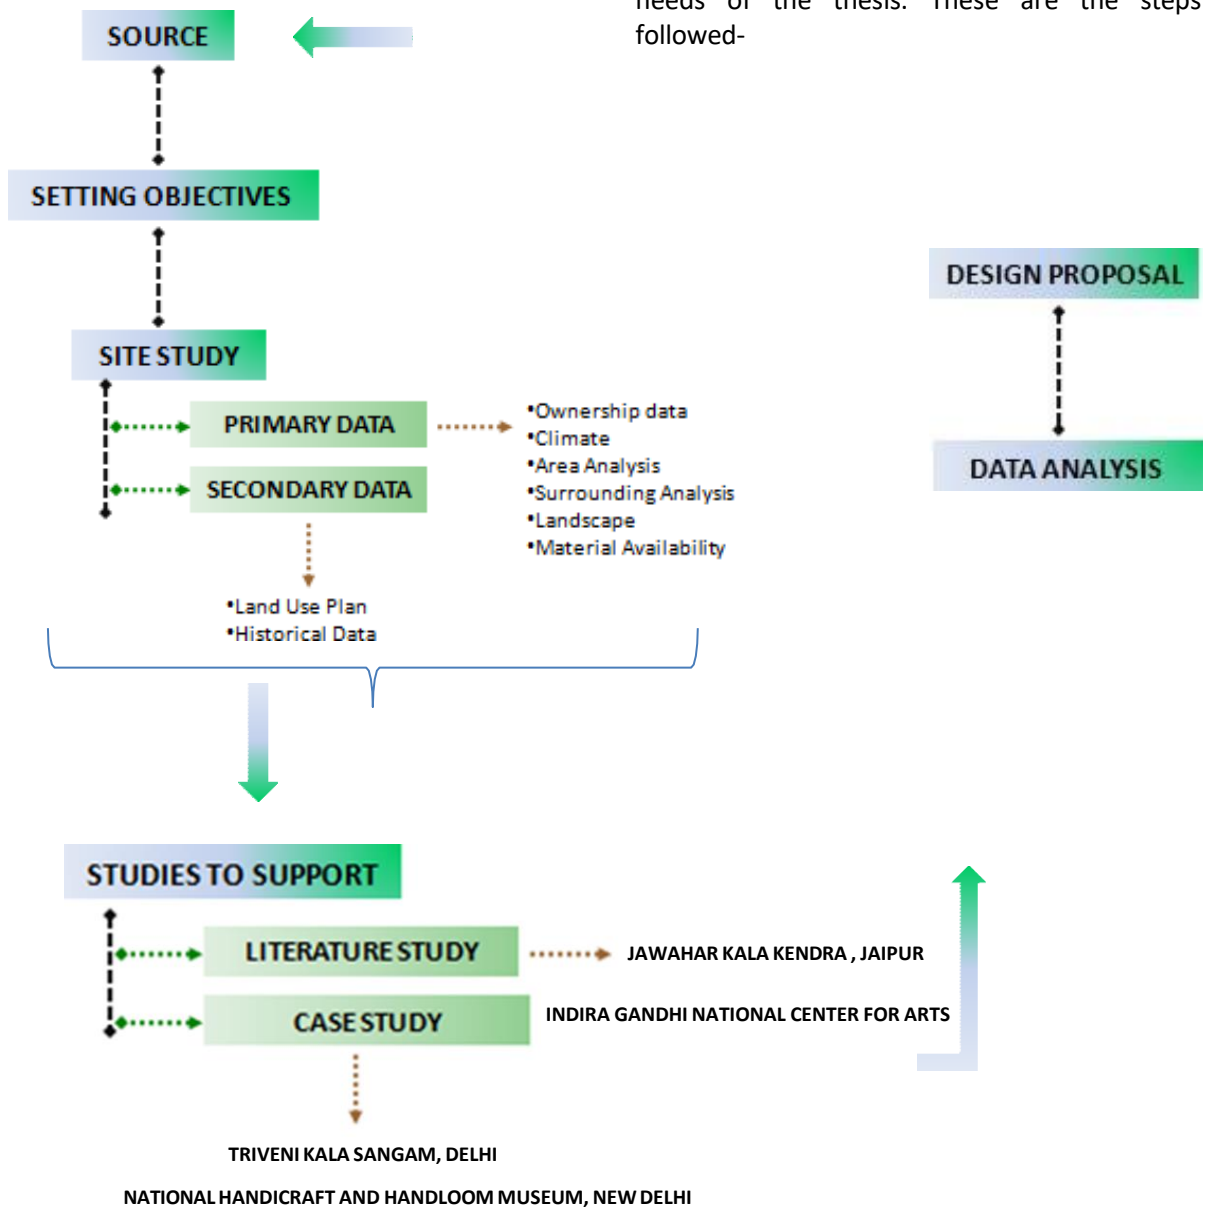 needs of the thesis. These are the steps
followed-
SOURCE
SETTING OBJECTIVES
SITE STUDY
PRIMARY DATA
•Ownership data
•Climate
•Area Analysis
•Surrounding Analysis
•Landscape
•Material Availability
SECONDARY DATA
•Land Use Plan
•Historical Data
STUDIES TO SUPPORT
LITERATURE STUDY
JAWAHAR KALA KENDRA , JAIPUR
INDIRA GANDHI NATIONAL CENTER FOR ARTS
CASE STUDY
TRIVENI KALA SANGAM, DELHI
NATIONAL HANDICRAFT AND HANDLOOM MUSEUM, NEW DELHI
DESIGN PROPOSAL
DATA ANALYSIS